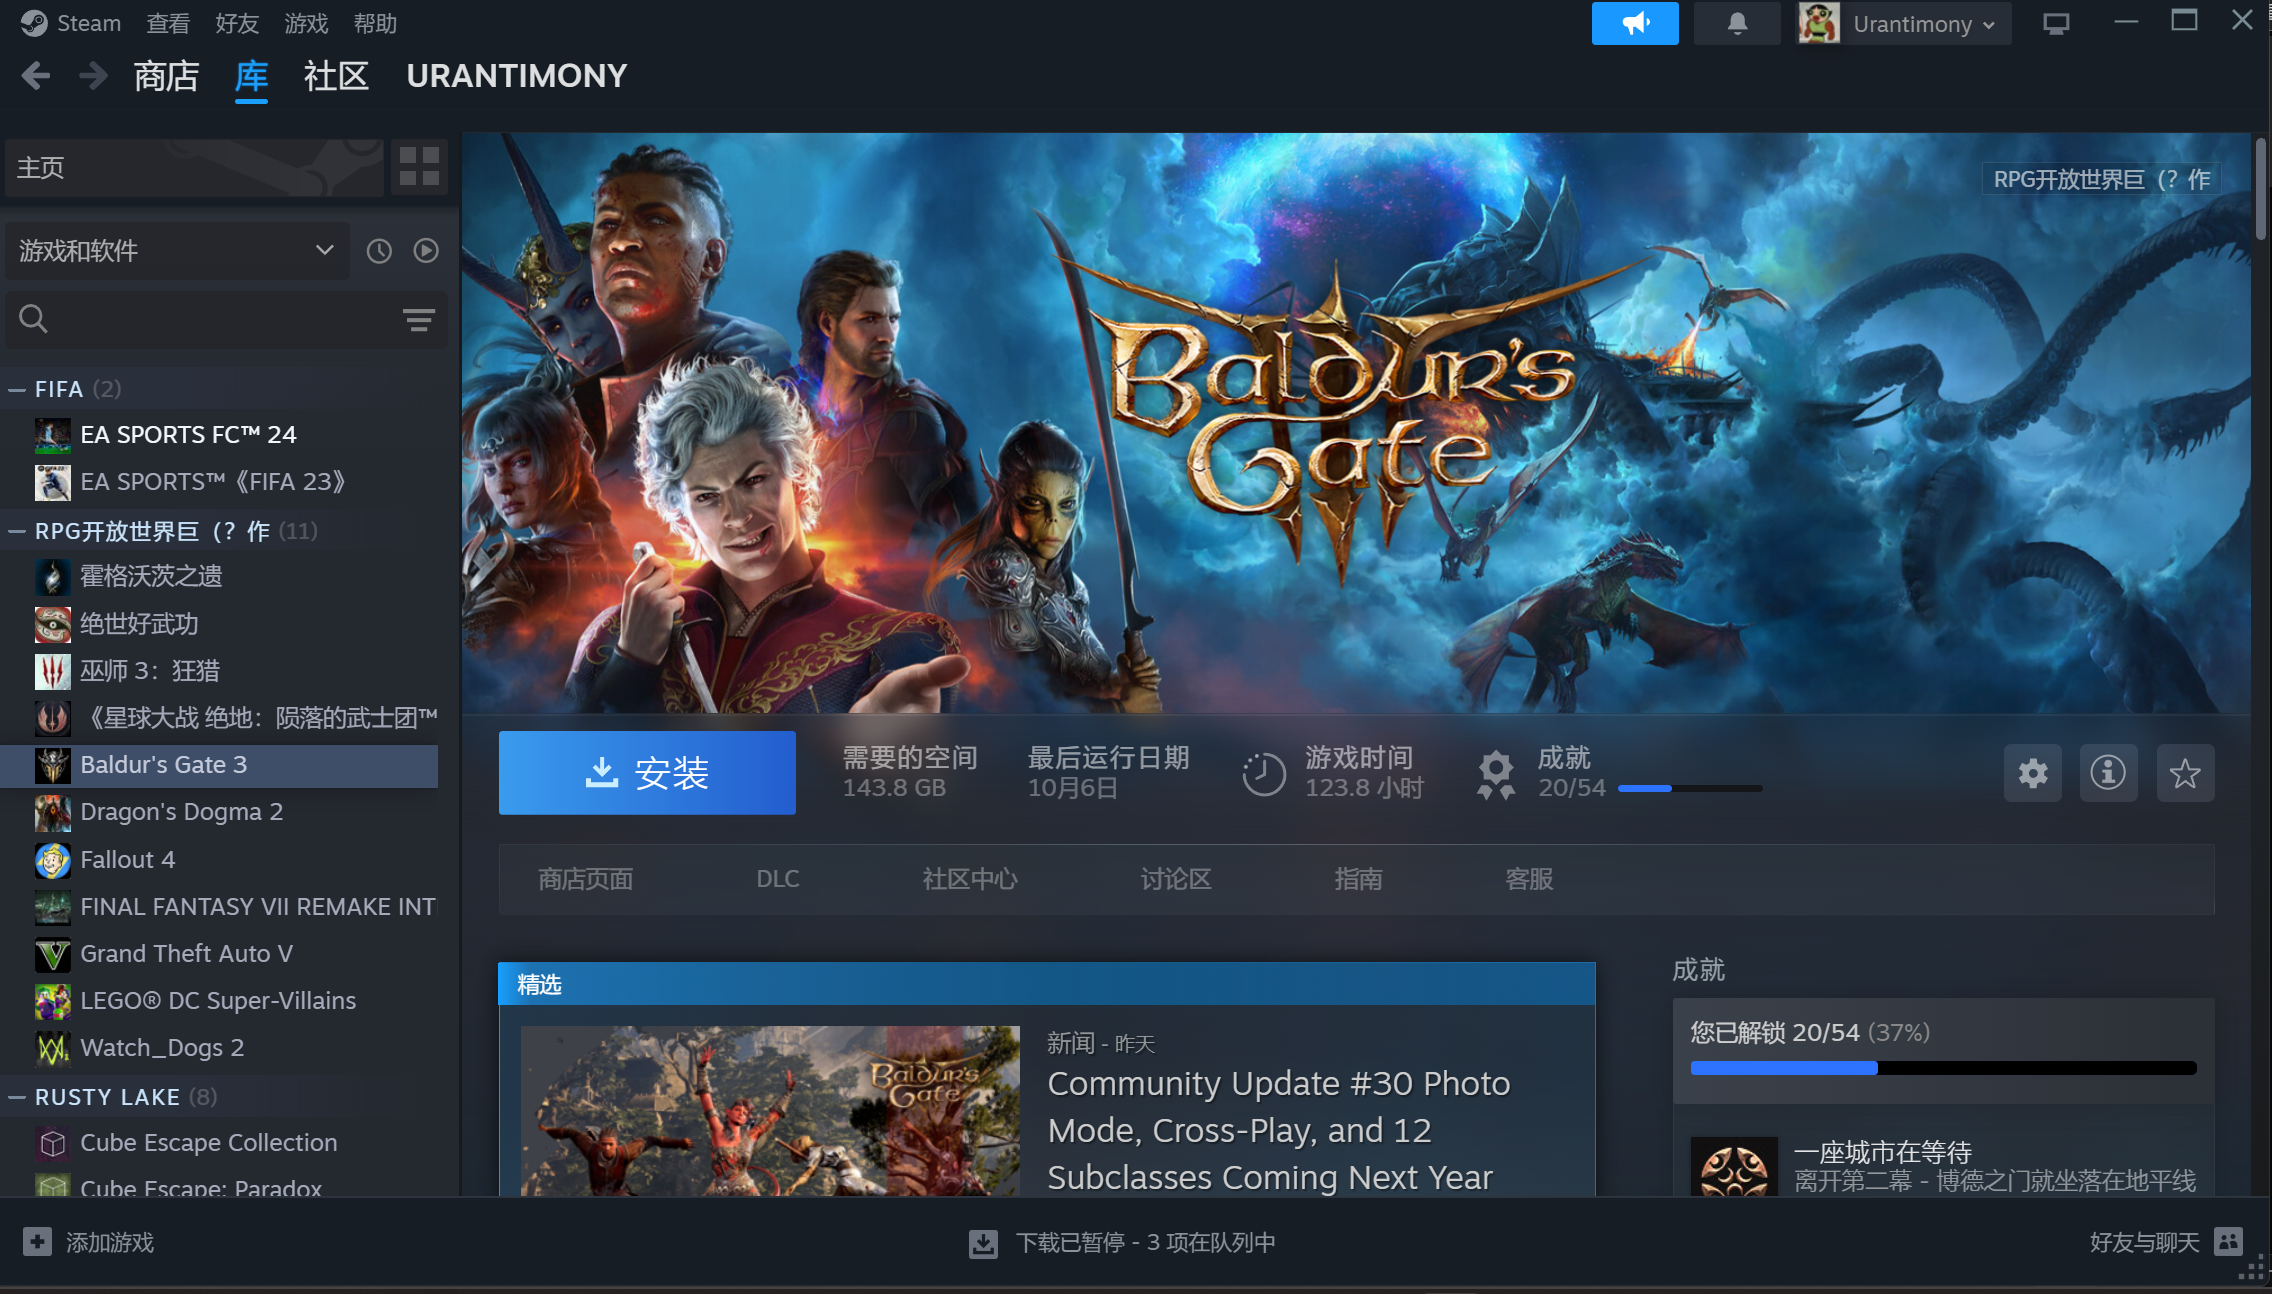 Steam 查看 好友 游戏 帮助
Urantimony
商店 库 社区 URANTIMONY
主页
游戏和软件
FIFA (2)
EA SPORTS FC™ 24
EA SPORTS™《FIFA 23》
RPG开放世界巨（？作 (11)
霍格沃茨之遗
绝世好武功
巫师 3：狂猎
《星球大战 绝地：陨落的武士团™
Baldur's Gate 3
Dragon's Dogma 2
Fallout 4
FINAL FANTASY VII REMAKE INT
Grand Theft Auto V
LEGO® DC Super-Villains
Watch_Dogs 2
RUSTY LAKE (8)
Cube Escape Collection
Cube Escape: Paradox
RPG开放世界巨（？作
BALDUR'S
GATE
安装
需要的空间
143.8 GB
最后运行日期
10月6日
游戏时间
123.8 小时
成就
20/54
商店页面 DLC 社区中心 讨论区 指南 客服
精选
BALDUR'S
GATE
新闻 - 昨天
Community Update #30 Photo
Mode, Cross-Play, and 12
Subclasses Coming Next Year
成就
您已解锁 20/54 (37%)
一座城市在等待
离开第二幕 - 博德之门就坐落在地平线
添加游戏
下载已暂停 - 3 项在队列中
好友与聊天